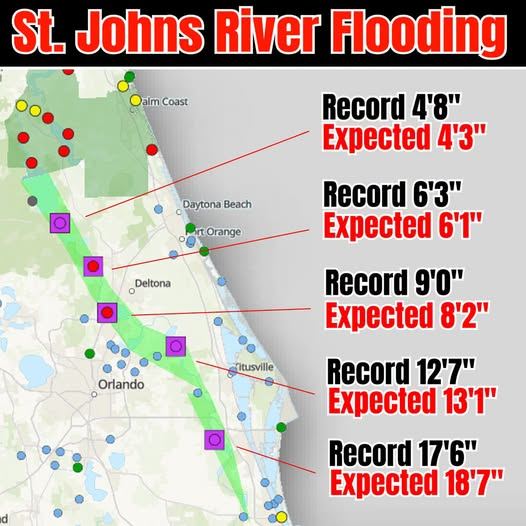 St. Johns River Flooding
Palm Coast
Record 4'8"
Expected 4'3"
Record 6'3"
Expected 6'1"
Daytona Beach
Port Orange
Deltona
Record 9'0"
Expected 8'2"
Titusville
Orlando
Record 12'7"
Expected 13'1"
Record 17'6"
Expected 18'7"